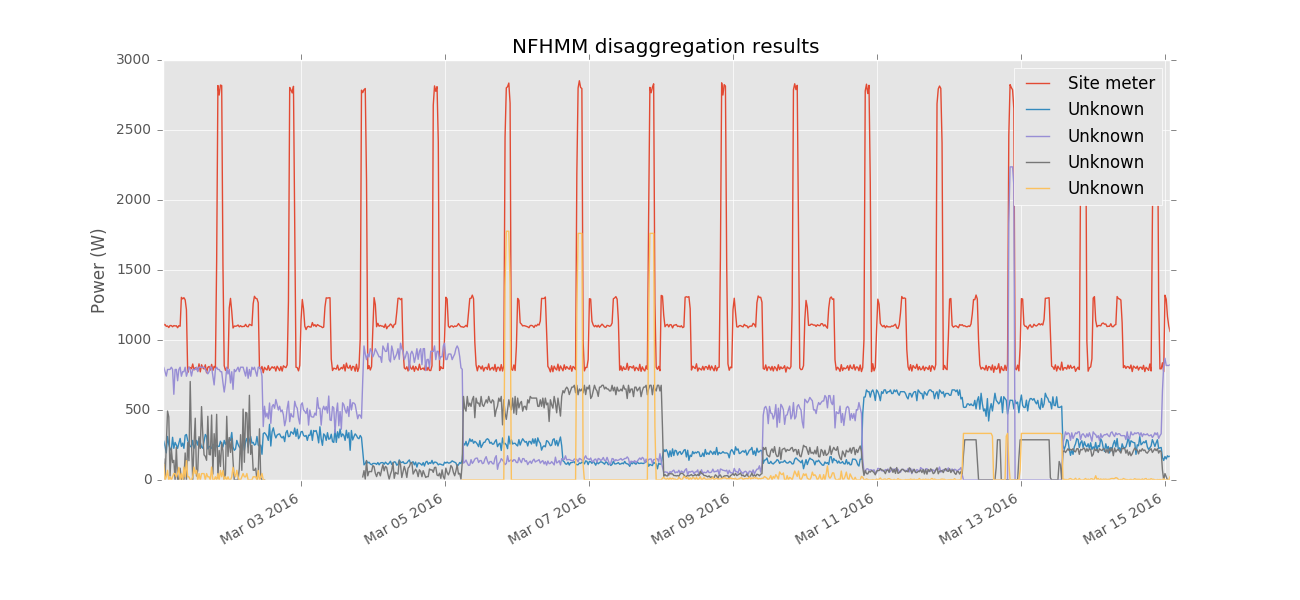 NFHMM disaggregation results
3000
2500
2000
1500
1000
500
0
Power (W)
Site meter
Unknown
Unknown
Unknown
Unknown
Mar 03 2016
Mar 05 2016
Mar 07 2016
Mar 09 2016
Mar 11 2016
Mar 13 2016
Mar 15 2016